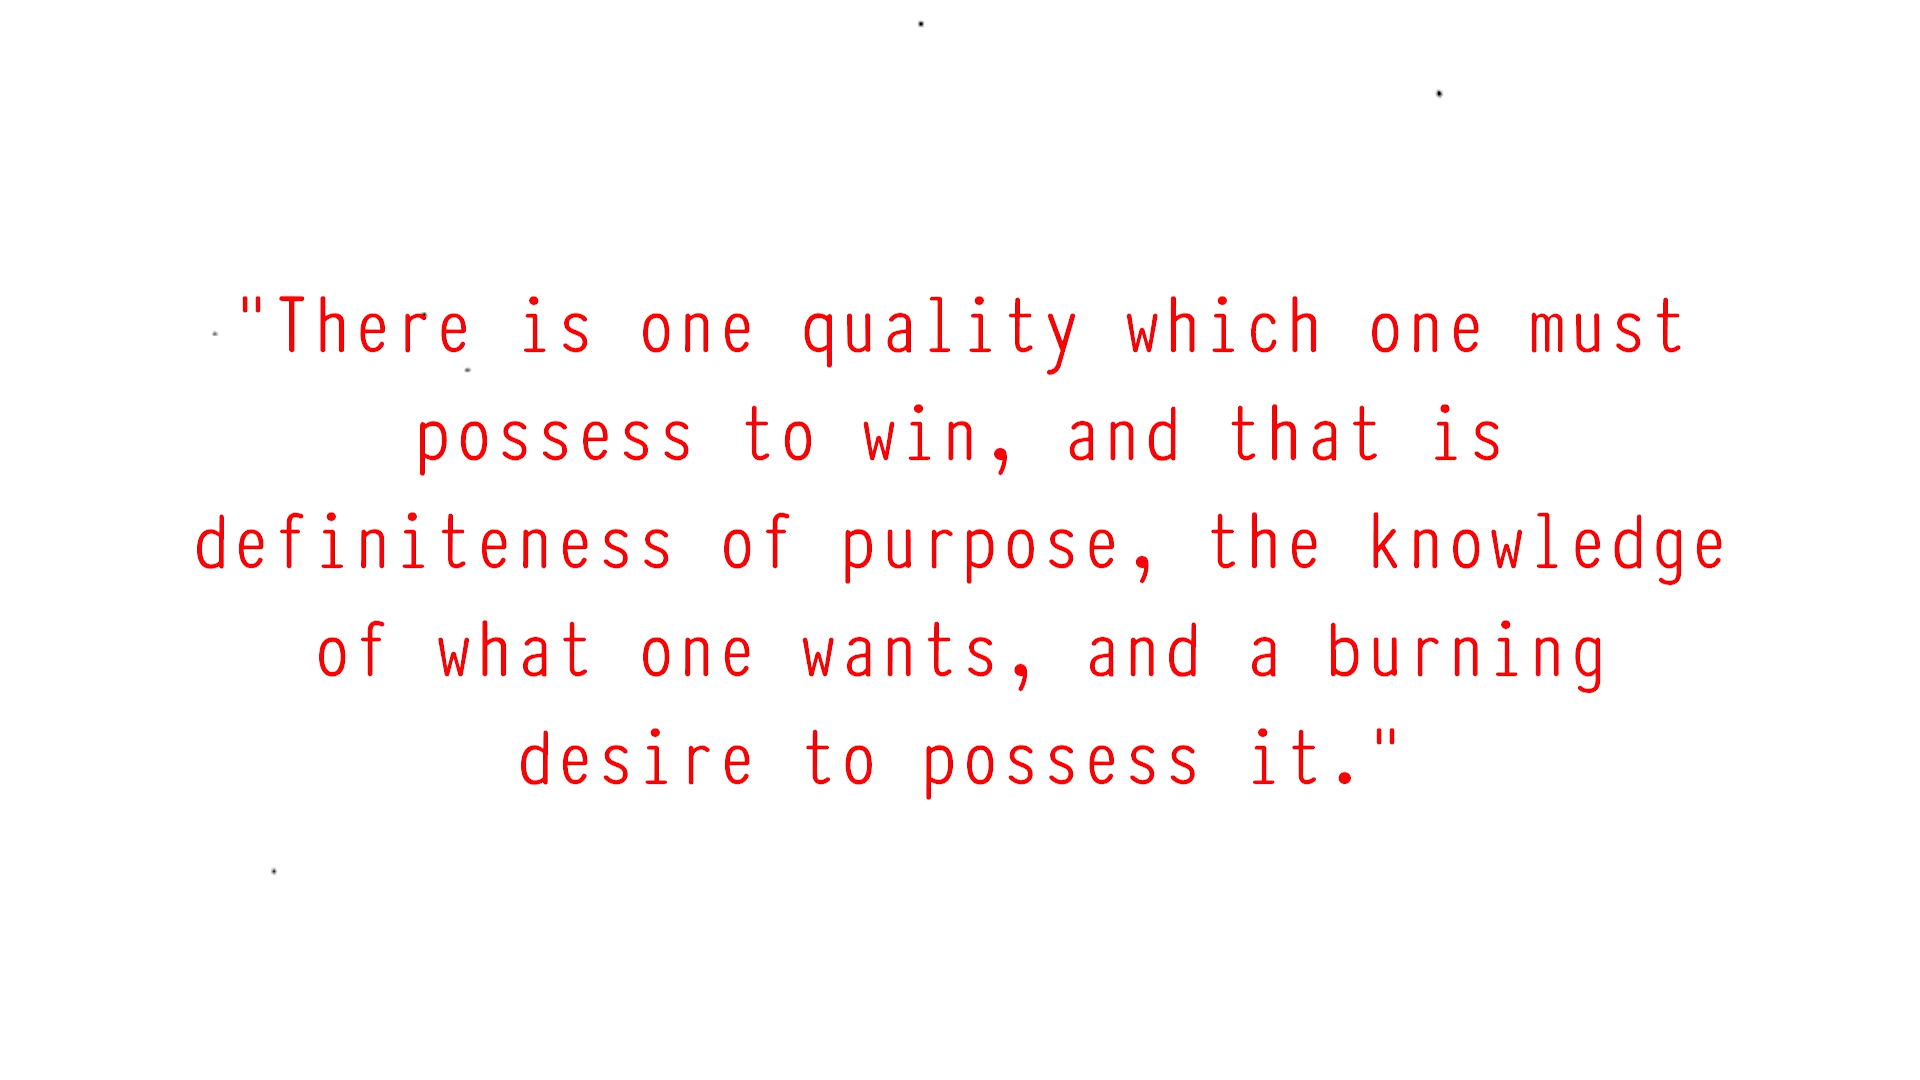 "There is one quality which one must
possess to win, and that is
definiteness of purpose, the knowledge
of what one wants, and a burning
desire to possess it."